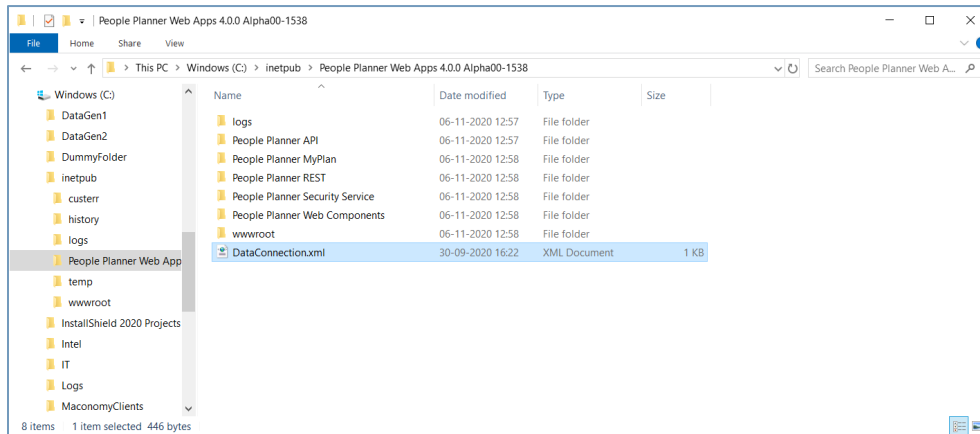 People Planner Web Apps 4.0.0 Alpha00-1538
File Home Share View
This PC > Windows (C:) > inetpub > People Planner Web Apps 4.0.0 Alpha00-1538
Search People Planner Web A...
Windows (C:)
DataGen1
DataGen2
DummyFolder
inetpub
custerr
history
logs
People Planner Web App
temp
wwwroot
InstallShield 2020 Projects
Intel
IT
Logs
MaconomyClients
Name Date modified Type Size
logs 06-11-2020 12:57 File folder
People Planner API 06-11-2020 12:57 File folder
People Planner MyPlan 06-11-2020 12:58 File folder
People Planner REST 06-11-2020 12:58 File folder
People Planner Security Service 06-11-2020 12:58 File folder
People Planner Web Components 06-11-2020 12:58 File folder
wwwroot 06-11-2020 12:58 File folder
DataConnection.xml 30-09-2020 16:22 XML Document 1 KB
8 items 1 item selected 446 bytes